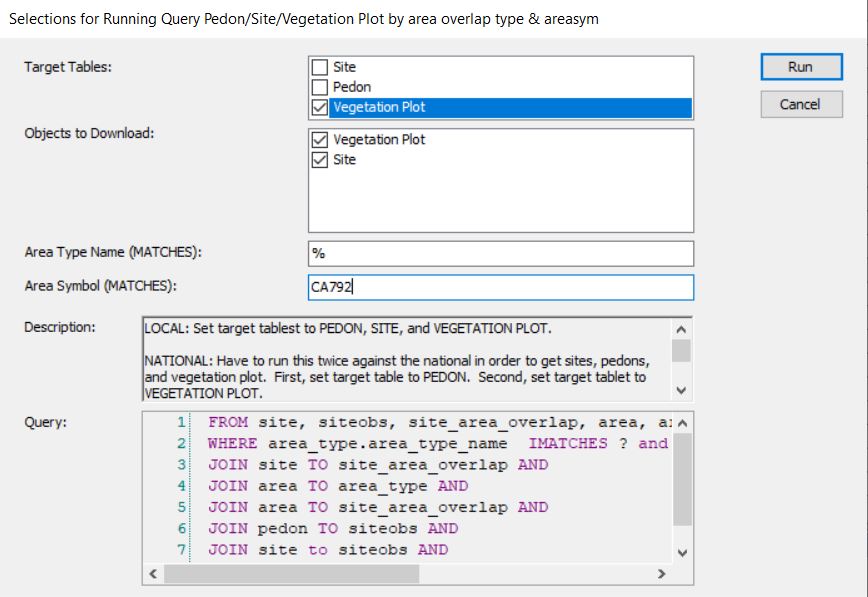 Selections for Running Query Pedon/Site/Vegetation Plot by area overlap type & areasym
Target Tables:
Site
Pedon
Vegetation Plot
Run
Cancel
Objects to Download:
Vegetation Plot
Site
Area Type Name (MATCHES):
%
Area Symbol (MATCHES):
CA792
Description:
LOCAL: Set target tablest to PEDON, SITE, and VEGETATION PLOT.
NATIONAL: Have to run this twice against the national in order to get sites, pedons,
and vegetation plot. First, set target table to PEDON. Second, set target tablet to
VEGETATION PLOT.
Query:
1 FROM site, siteobs, site_area_overlap, area,
2 WHERE area_type.area_type_name IMATCHES ? and
3 JOIN site TO site_area_overlap AND
4 JOIN area TO area_type AND
5 JOIN area TO site_area_overlap AND
6 JOIN pedon TO siteobs AND
7 JOIN site to siteobs AND